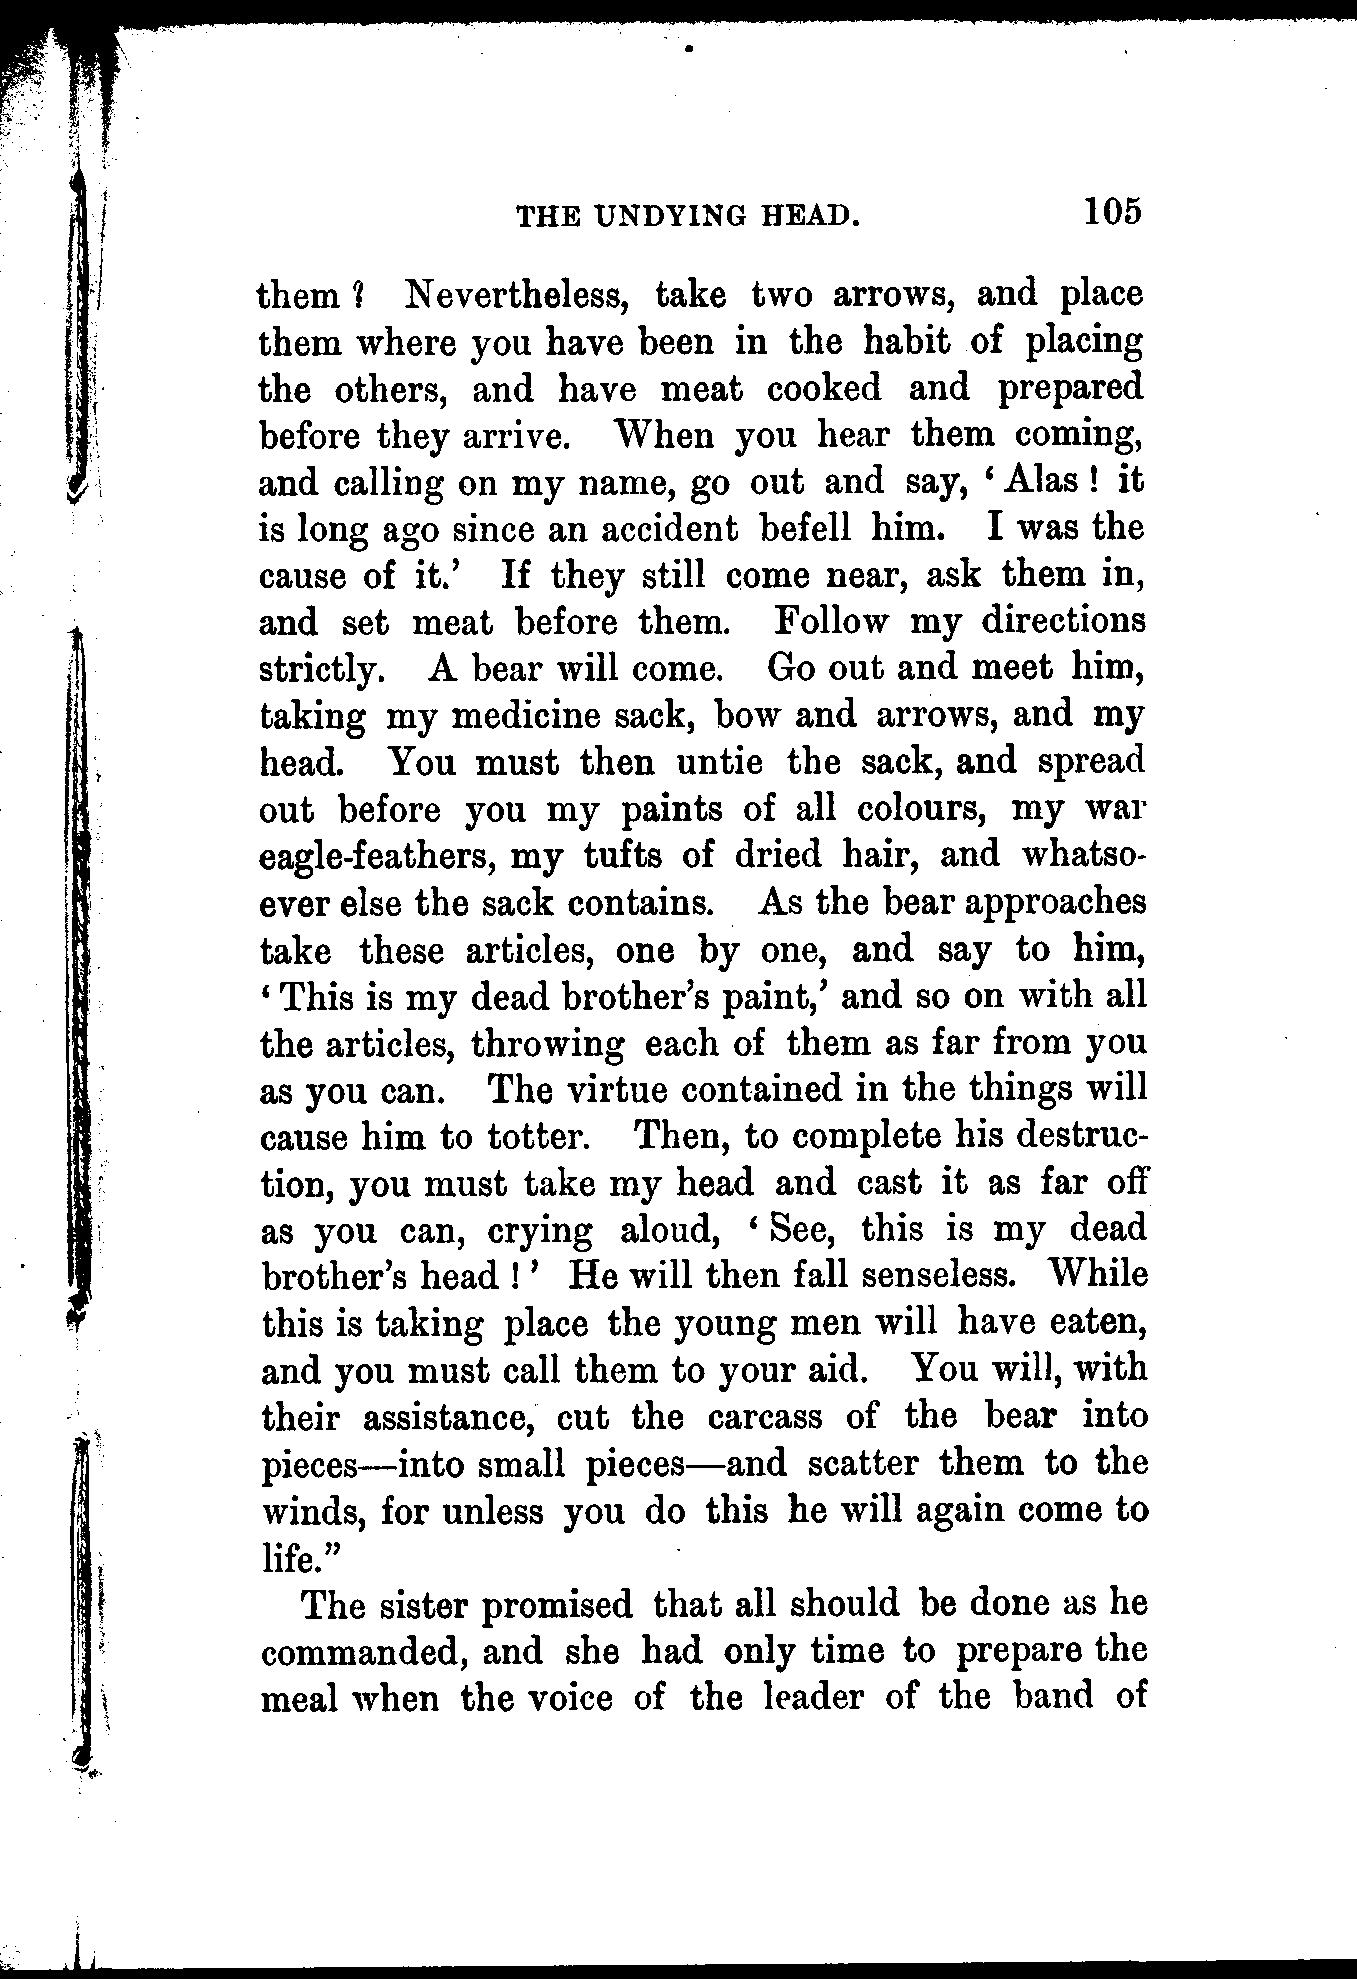 THE UNDYING HEAD. 105
them? Nevertheless, take two arrows, and place
them where you have been in the habit of placing
the others, and have meat cooked and prepared
before they arrive. When you hear them coming,
and calling on my name, go out and say, ‘Alas! it
is long ago since an accident befell him. I was the
cause of it.’ If they still come near, ask them in,
and set meat before them. Follow my directions
strictly. A bear will come. Go out and meet him,
taking my medicine sack, bow and arrows, and my
head. You must then untie the sack, and spread
out before you my paints of all colours, my war
eagle-feathers, my tufts of dried hair, and whatso-
ever else the sack contains. As the bear approaches
take these articles, one by one, and say to him,
‘This is my dead brother’s paint,’ and so on with all
the articles, throwing each of them as far from you
as you can. The virtue contained in the things will
cause him to totter. Then, to complete his destruc-
tion, you must take my head and cast it as far off
as you can, crying aloud, ‘See, this is my dead
brother’s head!’ He will then fall senseless. While
this is taking place the young men will have eaten,
and you must call them to your aid. You will, with
their assistance, cut the carcass of the bear into
pieces—into small pieces—and scatter them to the
winds, for unless you do this he will again come to
life.”
The sister promised that all should be done as he
commanded, and she had only time to prepare the
meal when the voice of the leader of the band of